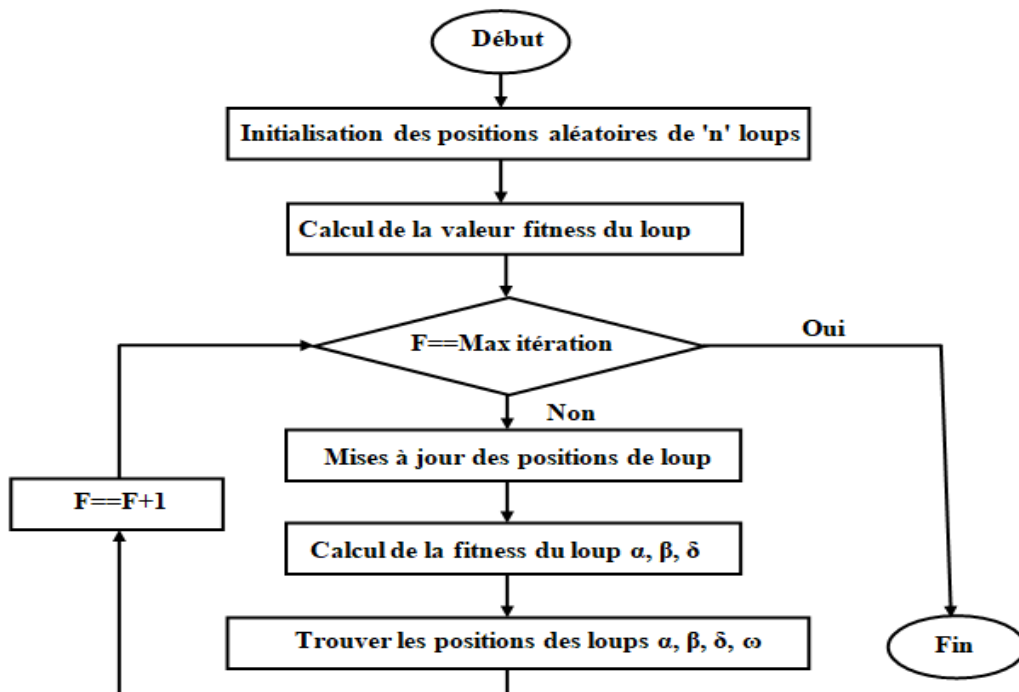 Début
Initialisation des positions aléatoires de 'n' loups
Calcul de la valeur fitness du loup
F==Max itération
Oui
Non
Mises à jour des positions de loup
F==F+1
Calcul de la fitness du loup α, β, δ
Trouver les positions des loups α, β, δ, ω
Fin